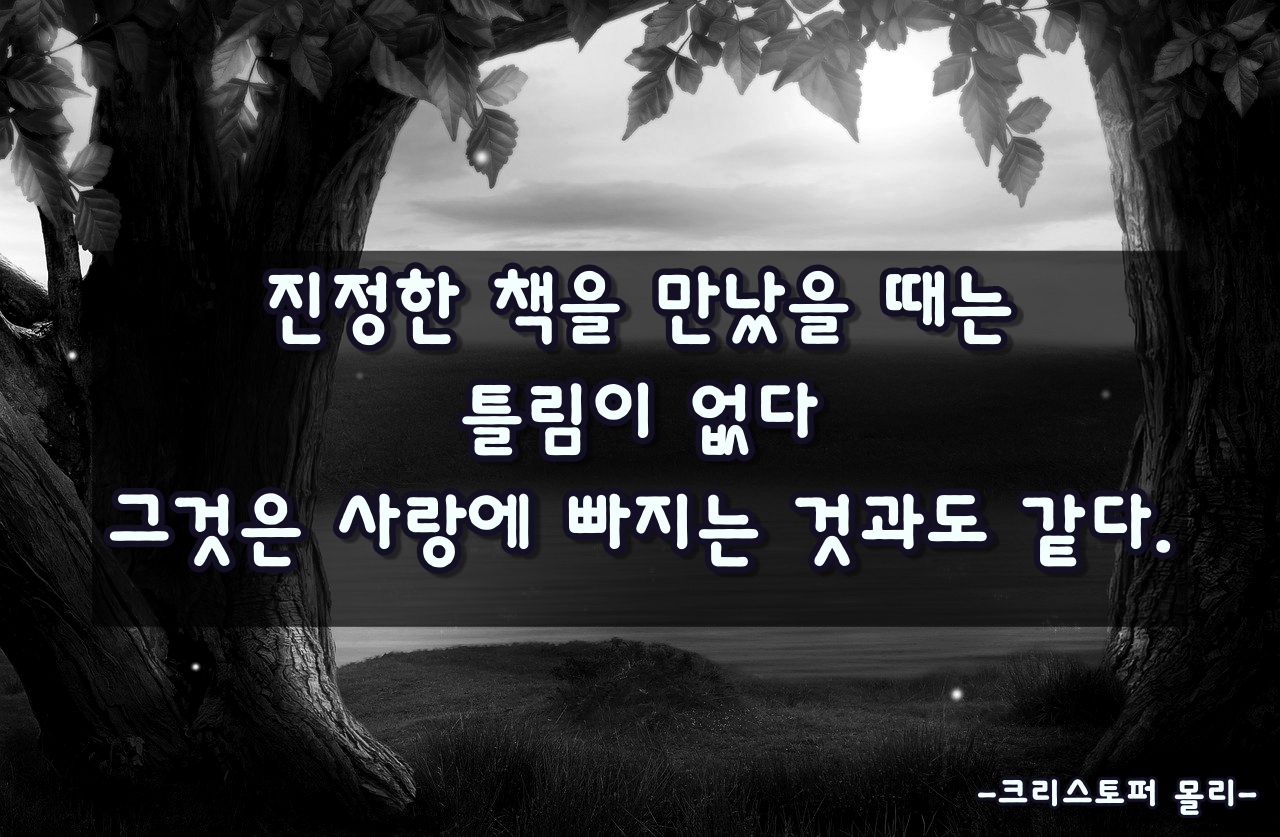 진정한 책을 만났을 때는
틀림이 없다
그것은 사랑에 빠지는 것과도 같다.
-크리스토퍼 몰리-